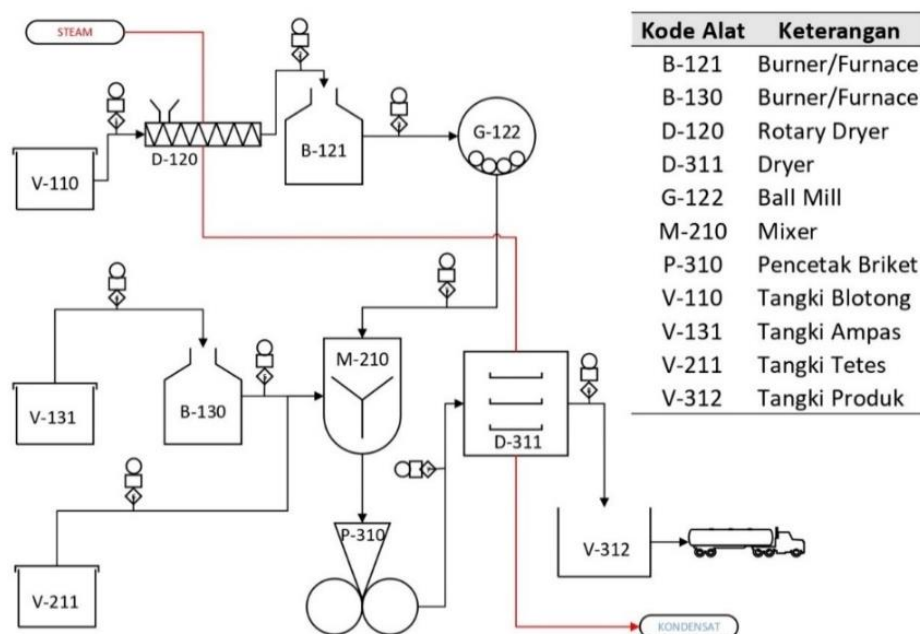 STEAM
V-110
D-120
B-121
G-122
V-131
B-130
M-210
V-211
P-310
D-311
V-312
KONDENSAT
Kode Alat Keterangan
B-121 Burner/Furnace
B-130 Burner/Furnace
D-120 Rotary Dryer
D-311 Dryer
G-122 Ball Mill
M-210 Mixer
P-310 Pencetak Briket
V-110 Tangki Blotong
V-131 Tangki Ampas
V-211 Tangki Tetes
V-312 Tangki Produk